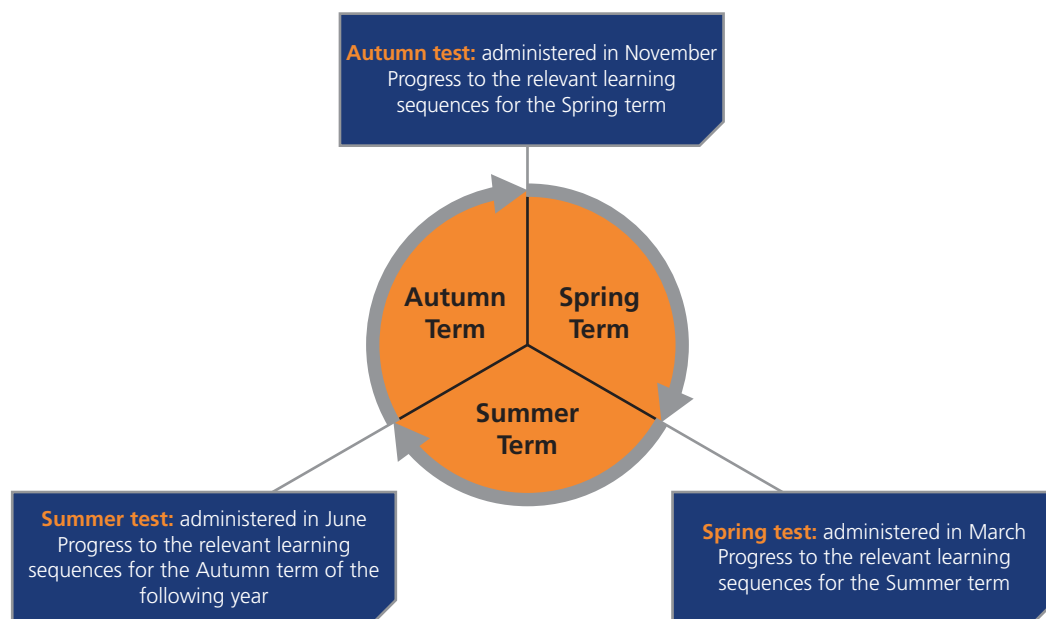 Autumn test: administered in November
Progress to the relevant learning
sequences for the Spring term
Autumn
Term
Spring
Term
Summer
Term
Summer test: administered in June
Progress to the relevant learning
sequences for the Autumn term of the
following year
Spring test: administered in March
Progress to the relevant learning
sequences for the Summer term